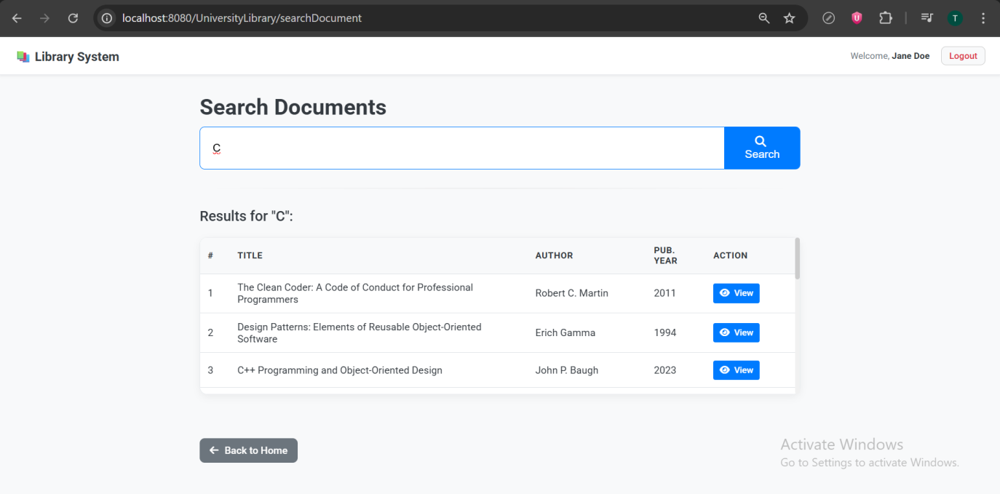 localhost:8080/UniversityLibrary/searchDocument
U
T
Library System
Welcome, Jane Doe
Logout
Search Documents
C
Search
Results for "C":
# TITLE AUTHOR PUB. YEAR ACTION
1 The Clean Coder: A Code of Conduct for Professional
Programmers Robert C. Martin 2011 View
2 Design Patterns: Elements of Reusable Object-Oriented
Software Erich Gamma 1994 View
3 C++ Programming and Object-Oriented Design John P. Baugh 2023 View
Back to Home
Activate Windows
Go to Settings to activate Windows.